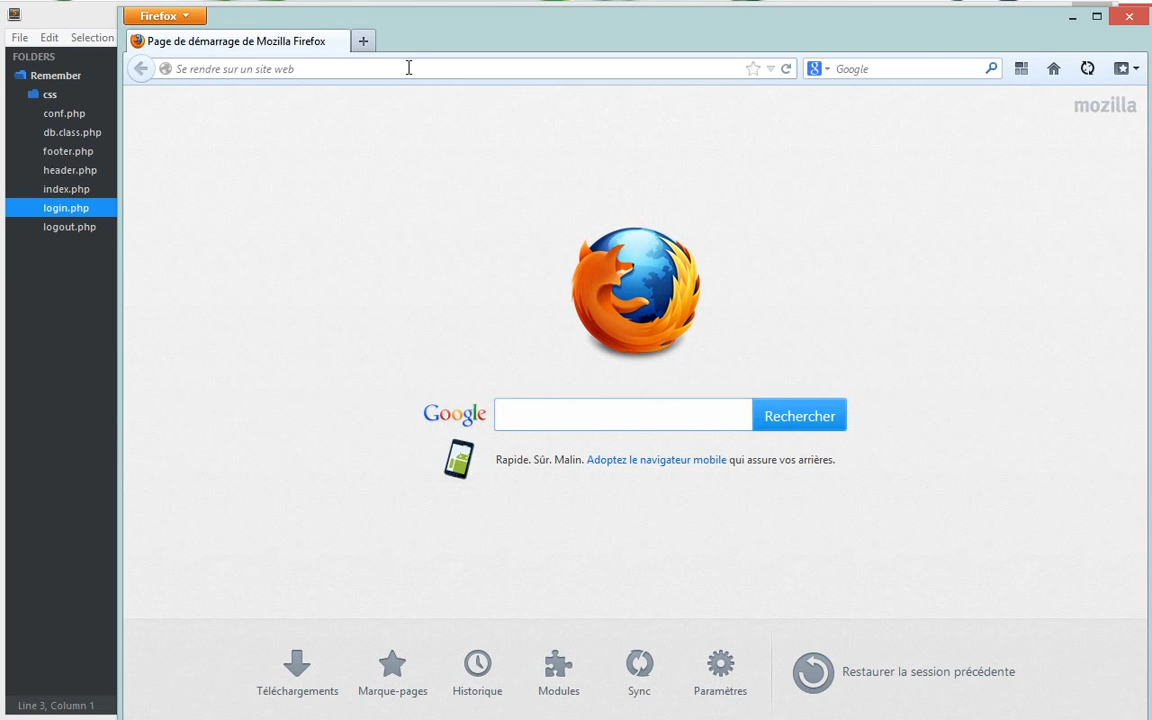 Firefox
File Edit Selection
Page de démarrage de Mozilla Firefox
FOLDERS
Se rendre sur un site web
Google
Remember
css
conf.php
db.class.php
footer.php
header.php
index.php
login.php
logout.php
mozilla
Google
Rechercher
Rapide. Sûr. Malin. Adoptez le navigateur mobile qui assure vos arrières.
Téléchargements
Marque-pages
Historique
Modules
Sync
Paramètres
Restaurer la session précédente
Line 3, Column 1